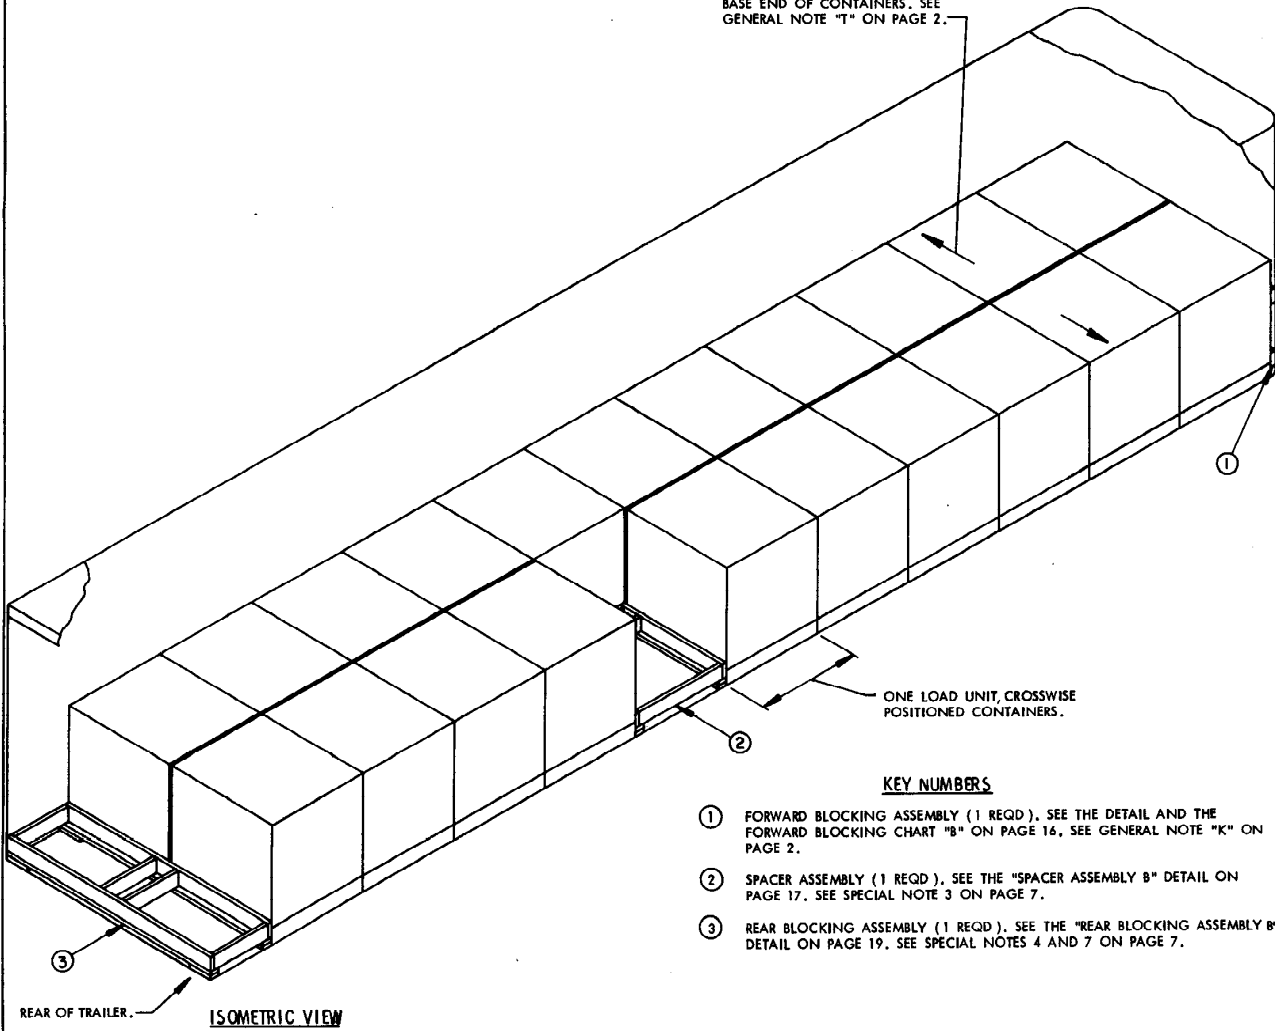 BASE END OF CONTAINERS. SEE
GENERAL NOTE "T" ON PAGE 2.
1
ONE LOAD UNIT, CROSSWISE
POSITIONED CONTAINERS.
2
KEY NUMBERS
1 FORWARD BLOCKING ASSEMBLY (1 REQD). SEE THE DETAIL AND THE
FORWARD BLOCKING CHART "B" ON PAGE 16, SEE GENERAL NOTE "K" ON
PAGE 2.
2 SPACER ASSEMBLY (1 REQD). SEE THE "SPACER ASSEMBLY B" DETAIL ON
PAGE 17. SEE SPECIAL NOTE 3 ON PAGE 7.
3 REAR BLOCKING ASSEMBLY (1 REQD). SEE THE "REAR BLOCKING ASSEMBLY B"
DETAIL ON PAGE 19. SEE SPECIAL NOTES 4 AND 7 ON PAGE 7.
3
REAR OF TRAILER.
ISOMETRIC VIEW